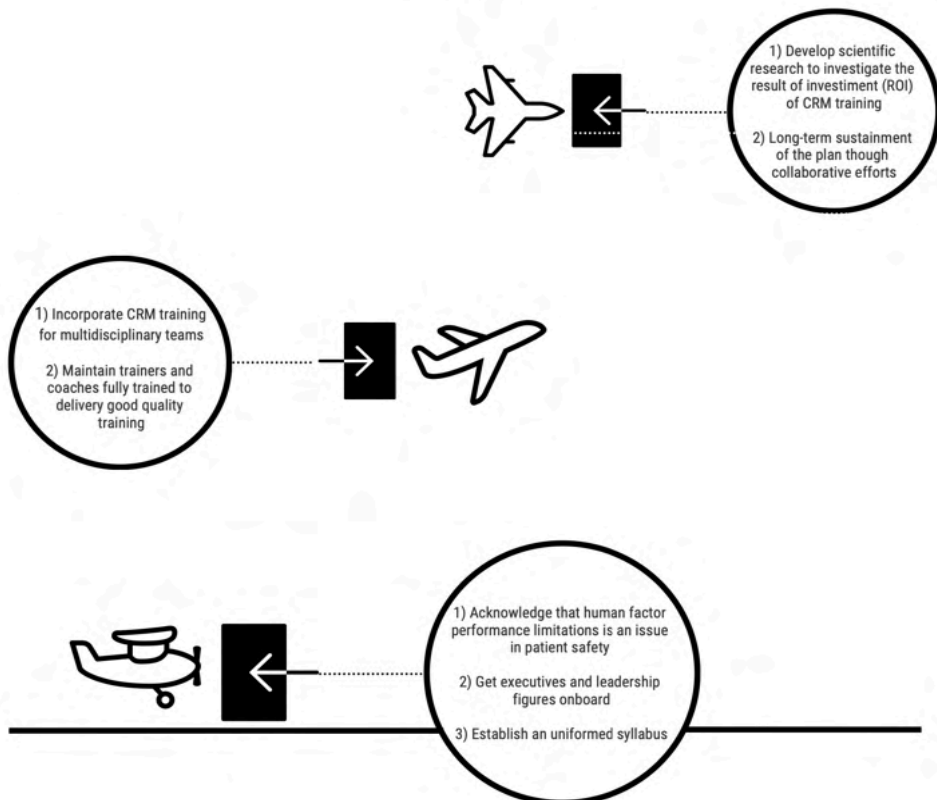 1) Develop scientific
research to investigate the
result of investiment (ROI)
of CRM training
2) Long-term sustainment
of the plan though
collaborative efforts
1) Incorporate CRM training
for multidisciplinary teams
2) Maintain trainers and
coaches fully trained to
delivery good quality
training
1) Acknowledge that human factor
performance limitations is an issue
in patient safety
2) Get executives and leadership
figures onboard
3) Establish an uniformed syllabus